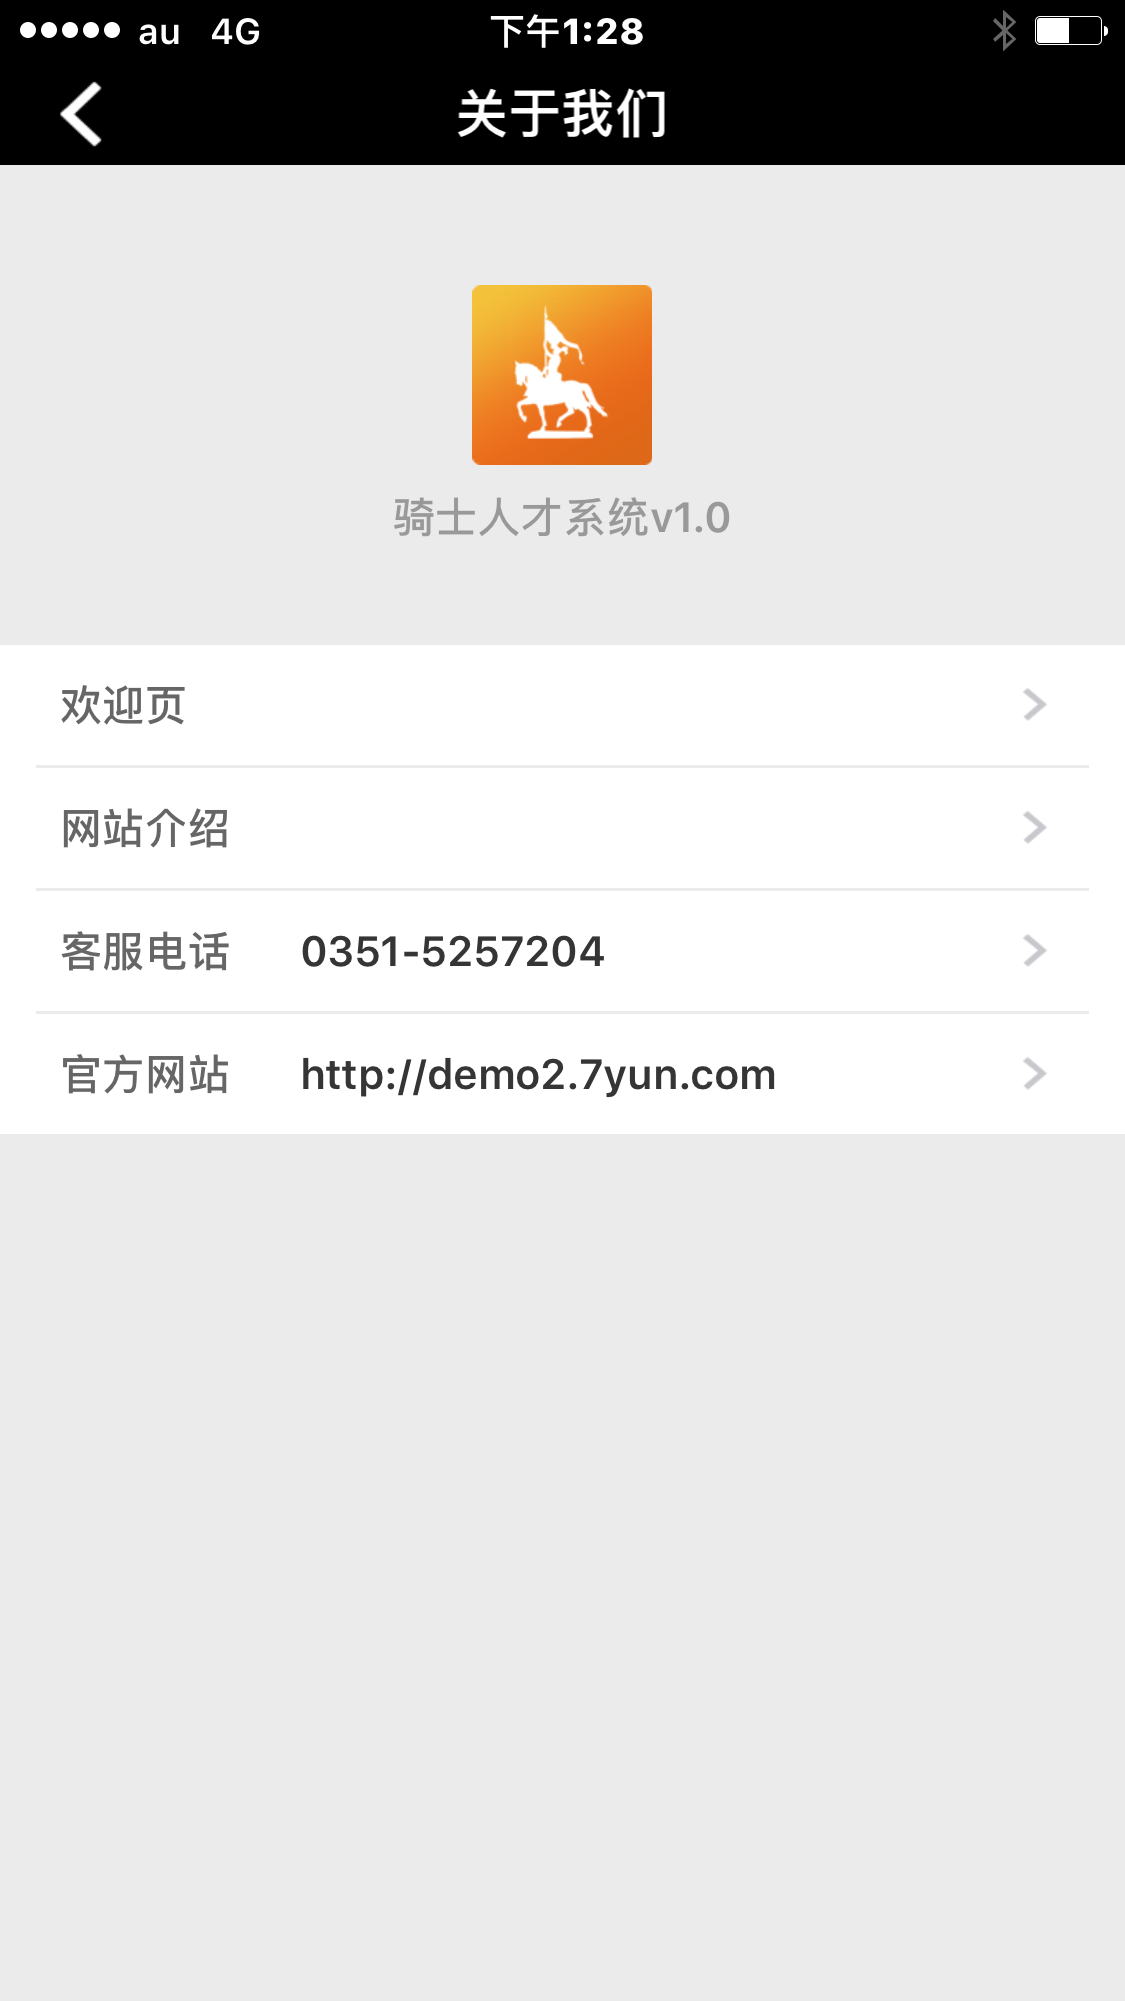 au 4G 下午1:28
关于我们
骑士人才系统v1.0
欢迎页
网站介绍
客服电话 0351-5257204
官方网站 http://demo2.7yun.com